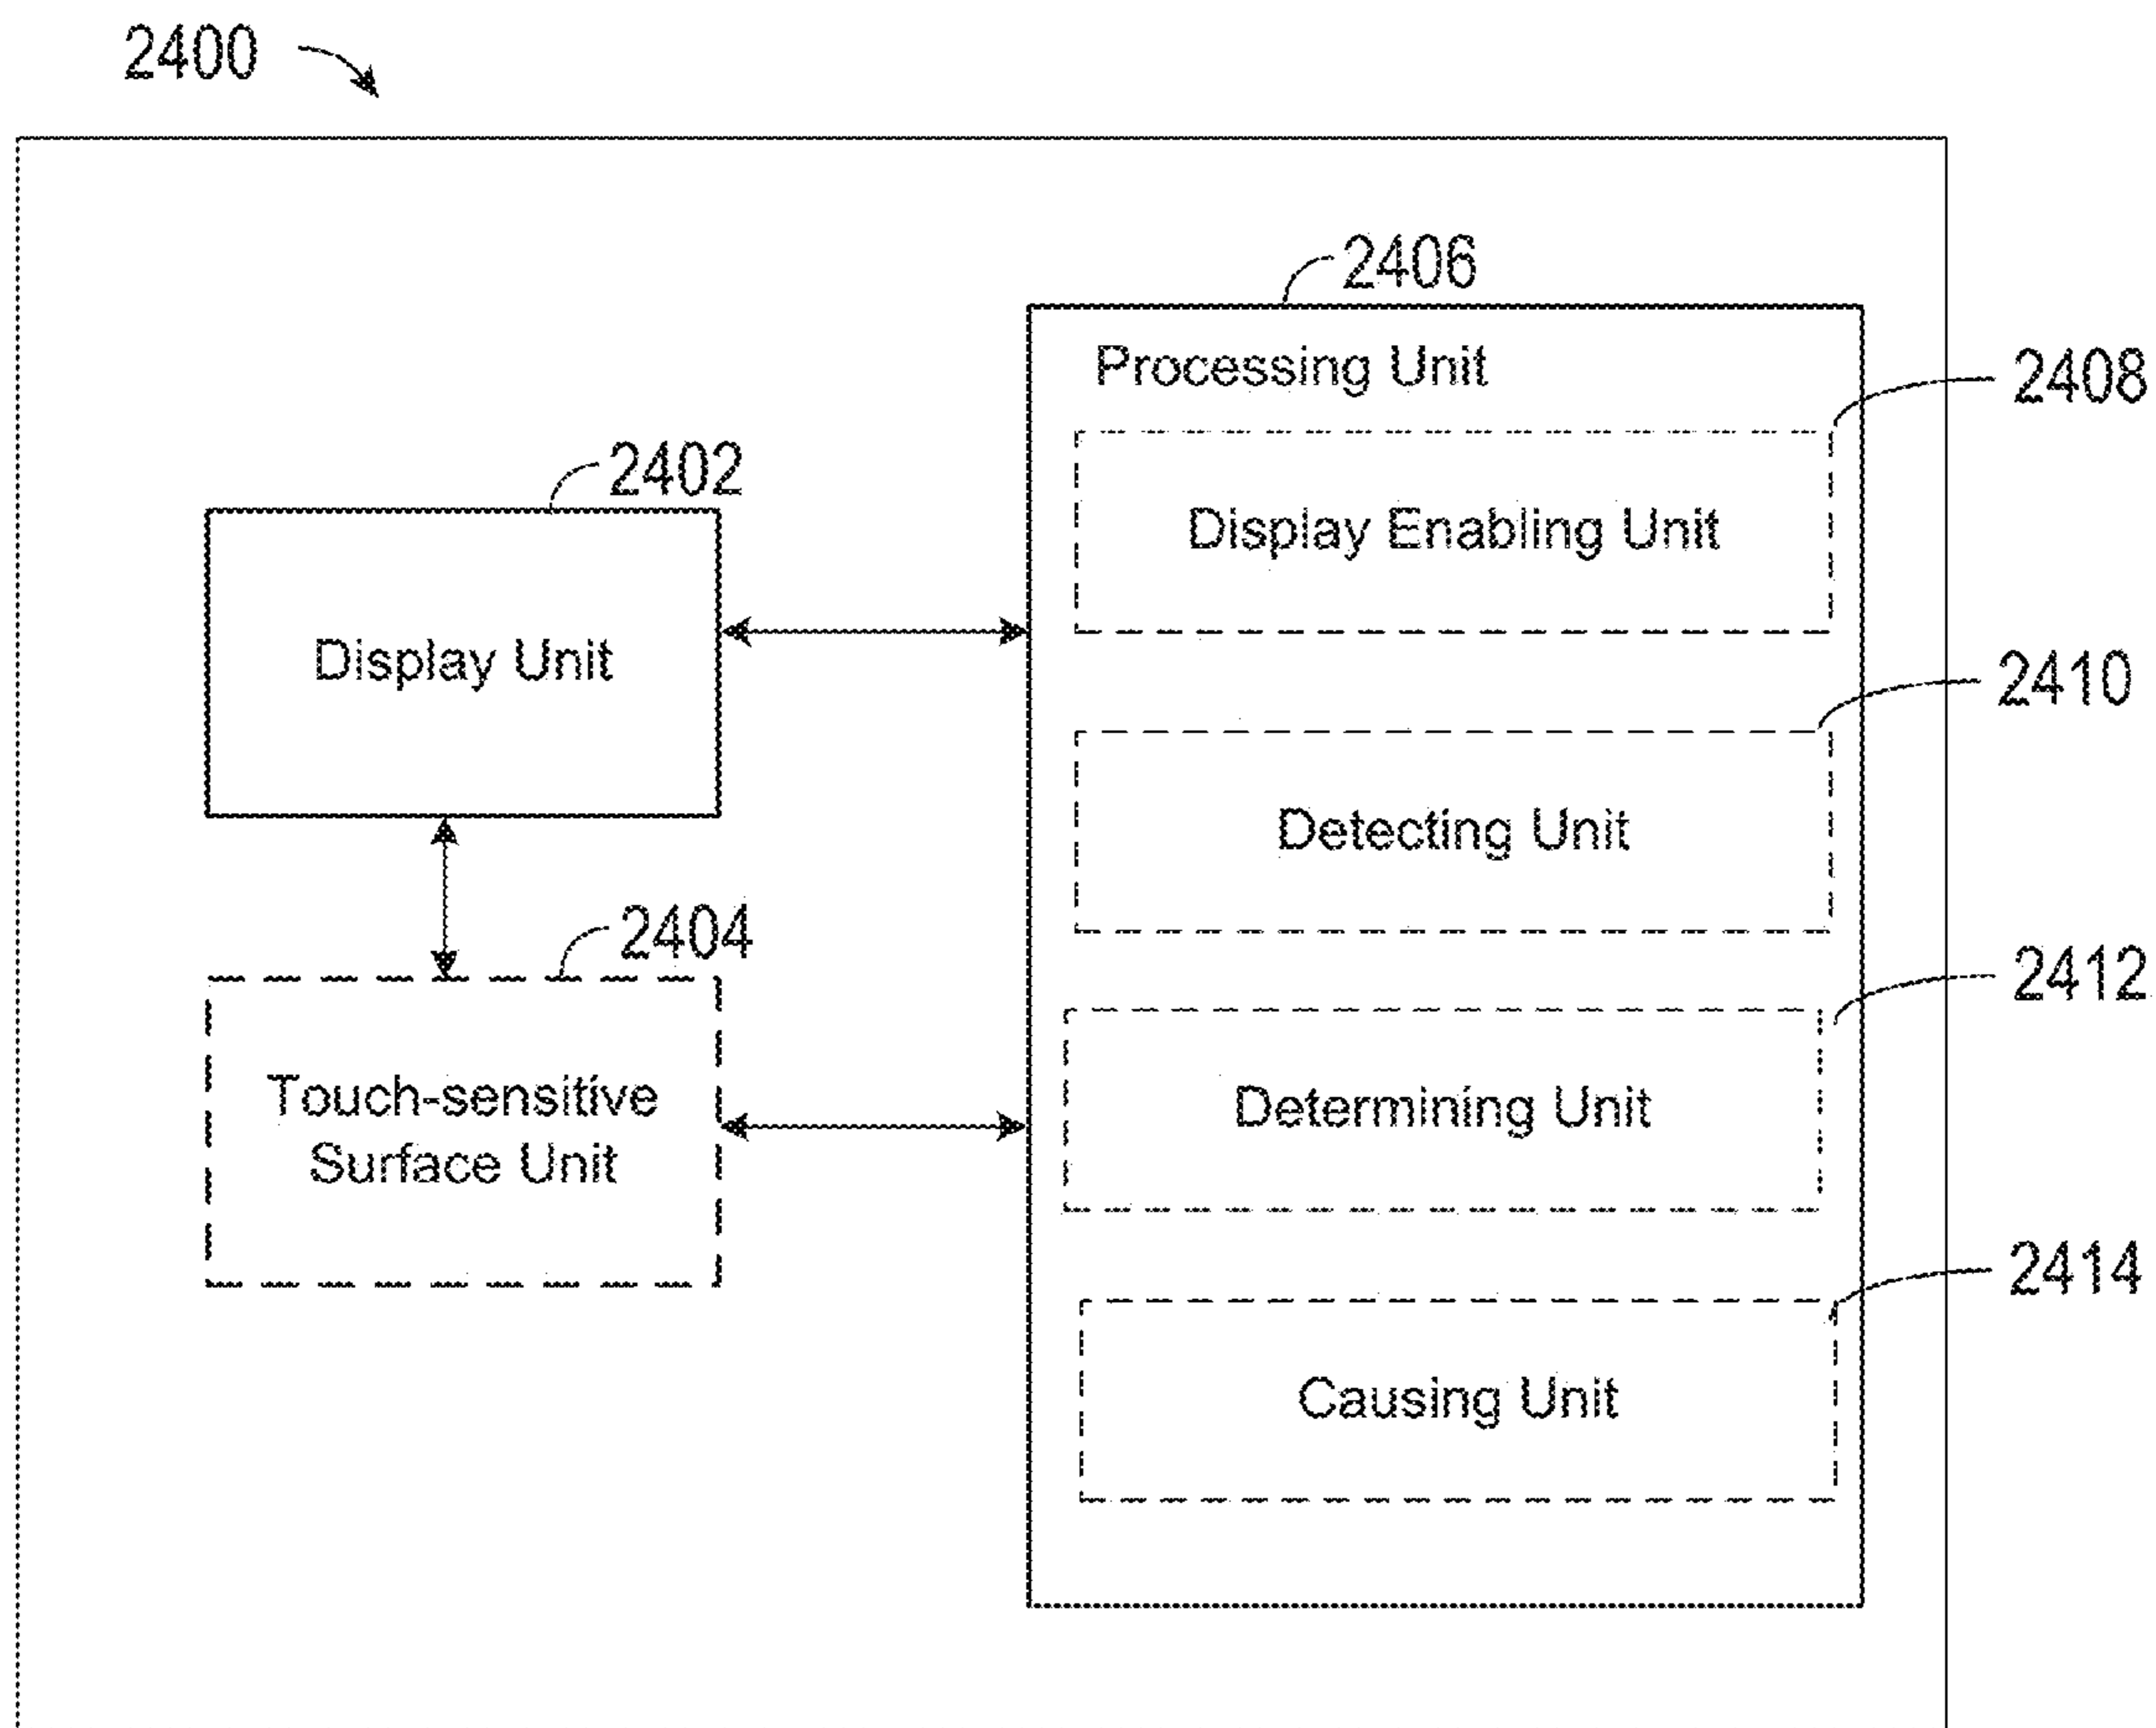 2400
2406
Processing Unit
2408
Display Enabling Unit
2402
Display Unit
2410
Detecting Unit
2404
Touch-sensitive
Surface Unit
2412
Determining Unit
2414
Causing Unit